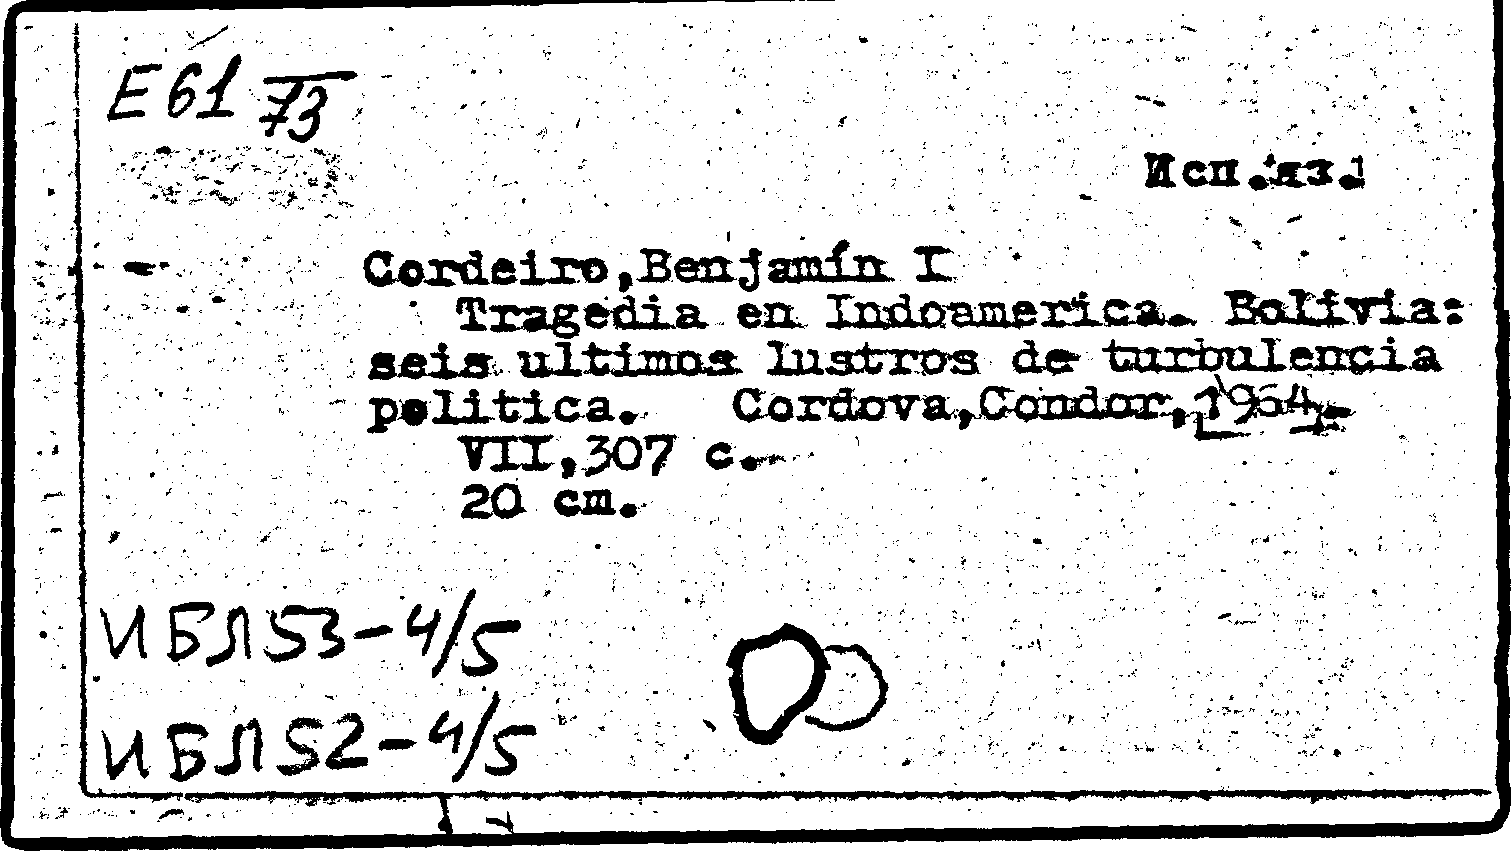 Е61 73
Исп.яз.
Cordeiro,Benjamín I
Tragedia en Indoamerica. Bolivia:
seis ultimos lustros de turbulencia
politica. Cordova,Condor,1964.
VII,307 с.
20 cm.
ИБЛ53-4/5
ИБЛ52-4/5